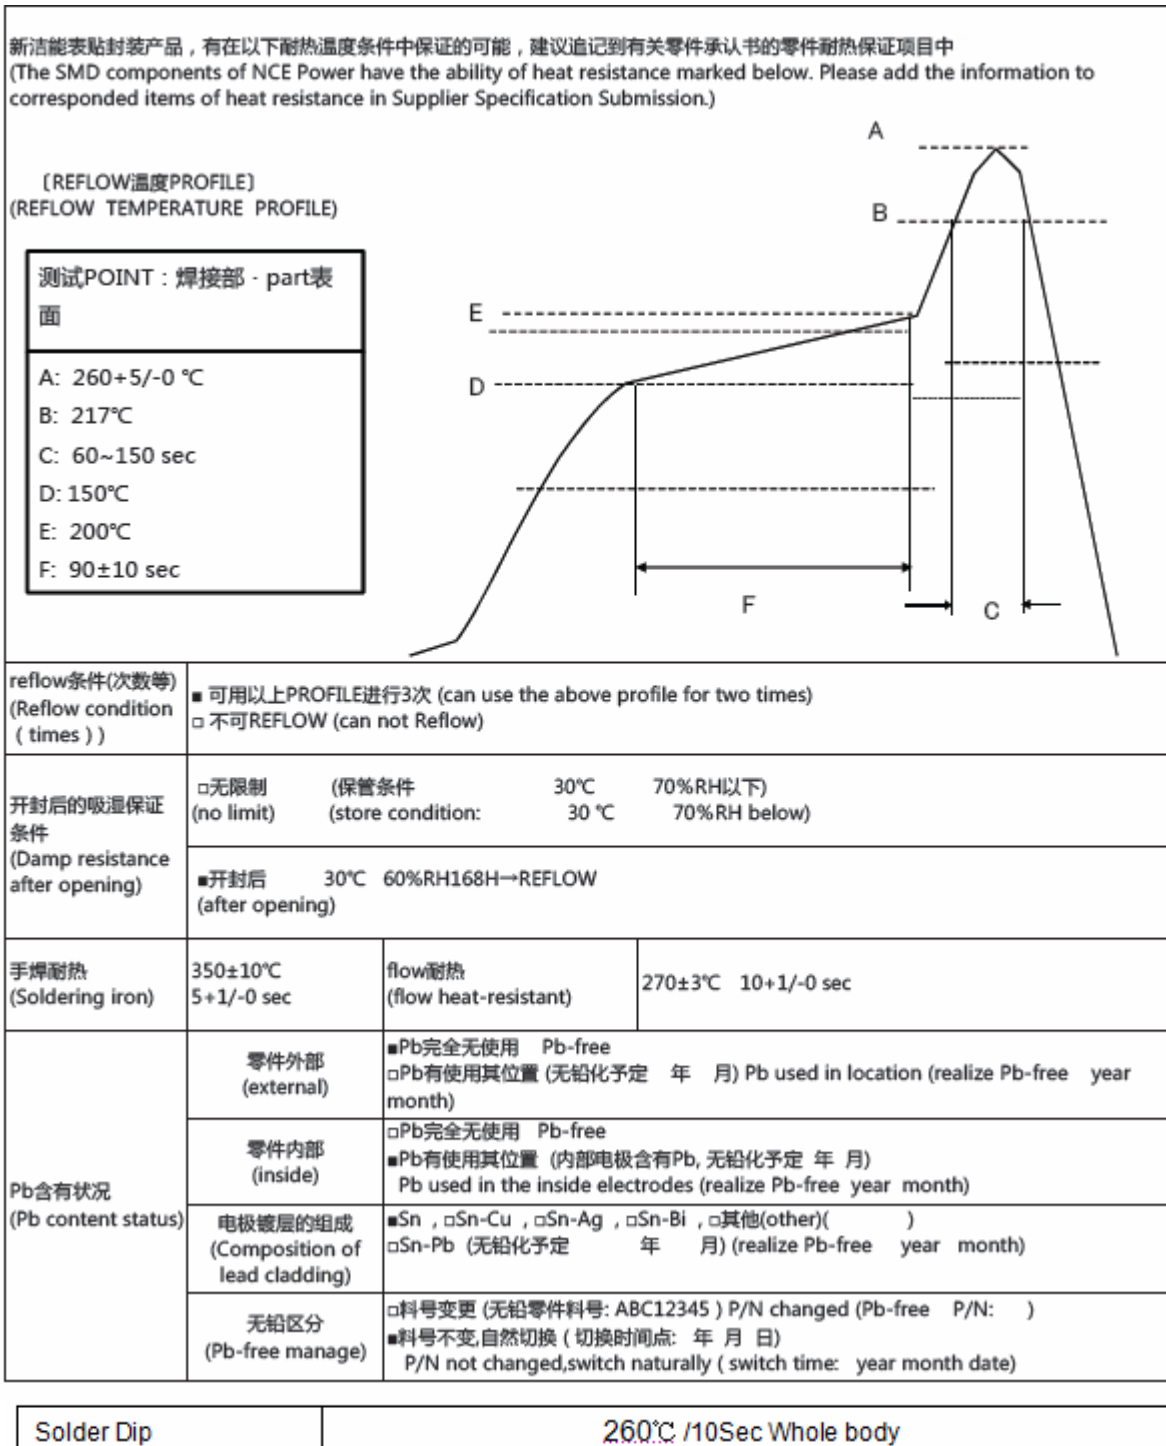 新洁能表贴封装产品，有在以下耐热温度条件中保证的可能，建议追记到有关零件承认书的零件耐热保证项目中
(The SMD components of NCE Power have the ability of heat resistance marked below. Please add the information to
corresponded items of heat resistance in Supplier Specification Submission.)
〔REFLOW温度PROFILE〕
(REFLOW TEMPERATURE PROFILE)
测试POINT：焊接部 - part表
面
A: 260+5/-0 ℃
B: 217℃
C: 60~150 sec
D: 150℃
E: 200℃
F: 90±10 sec
A
B
E
D
F
C
reflow条件(次数等)
(Reflow condition
( times ) )
■ 可用以上PROFILE进行3次 (can use the above profile for two times)
□ 不可REFLOW (can not Reflow)
开封后的吸湿保证
条件
(Damp resistance
after opening)
□无限制 (保管条件 30℃ 70%RH以下)
(no limit) (store condition: 30 ℃ 70%RH below)
■开封后 30℃ 60%RH168H→REFLOW
(after opening)
手焊耐热
(Soldering iron)
350±10℃
5+1/-0 sec
flow耐热
(flow heat-resistant)
270±3℃ 10+1/-0 sec
Pb含有状况
(Pb content status)
零件外部
(external)
■Pb完全无使用 Pb-free
□Pb有使用其位置 (无铅化予定 年 月) Pb used in location (realize Pb-free year
month)
零件内部
(inside)
□Pb完全无使用 Pb-free
■Pb有使用其位置 (内部电极含有Pb, 无铅化予定 年 月)
Pb used in the inside electrodes (realize Pb-free year month)
电极镀层的组成
(Composition of
lead cladding)
■Sn ，□Sn-Cu ，□Sn-Ag ，□Sn-Bi ，□其他(other)( )
□Sn-Pb (无铅化予定 年 月) (realize Pb-free year month)
无铅区分
(Pb-free manage)
□料号变更 (无铅零件料号: ABC12345 ) P/N changed (Pb-free P/N: )
■料号不变,自然切换 ( 切换时间点: 年 月 日)
P/N not changed,switch naturally ( switch time: year month date)
Solder Dip
260℃ /10Sec Whole body